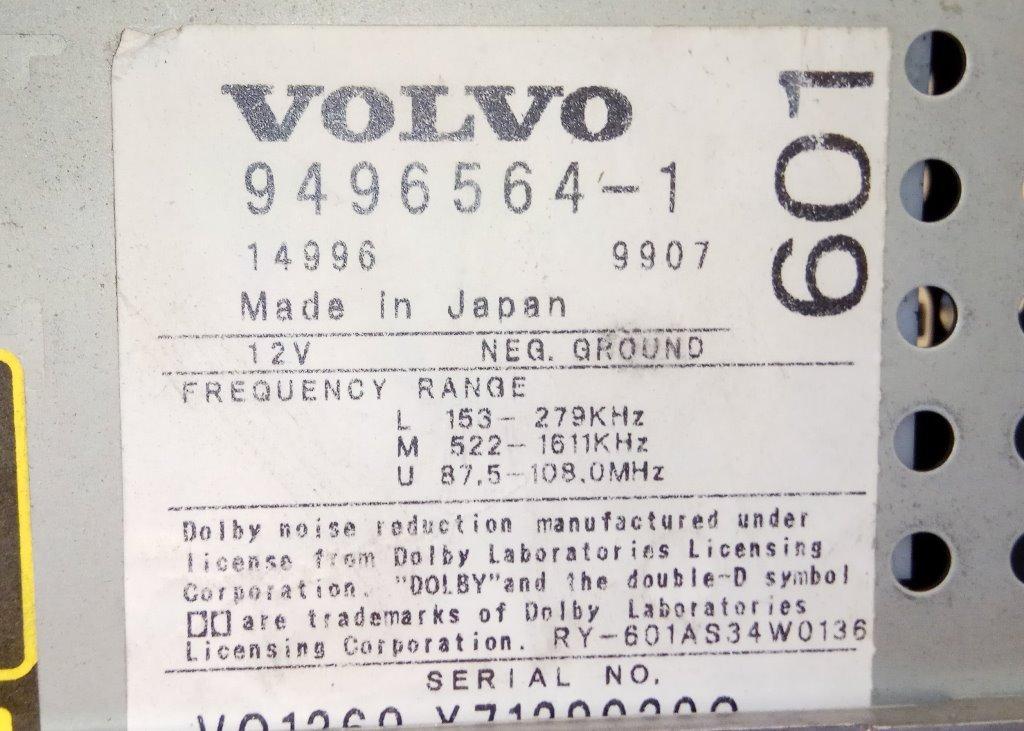 VOLVO
9496564-1
14996 9907
Made in Japan
601
12V NEG. GROUND
FREQUENCY RANGE
L 153- 279KHz
M 522-1611KHz
U 87.5-108.0MHz
Dolby noise reduction manufactured under
license from Dolby Laboratories Licensing
Corporation. "DOLBY"and the double-D symbol
are trademarks of Dolby Laboratories
Licensing Corporation. RY-601AS34W0136
SERIAL NO.